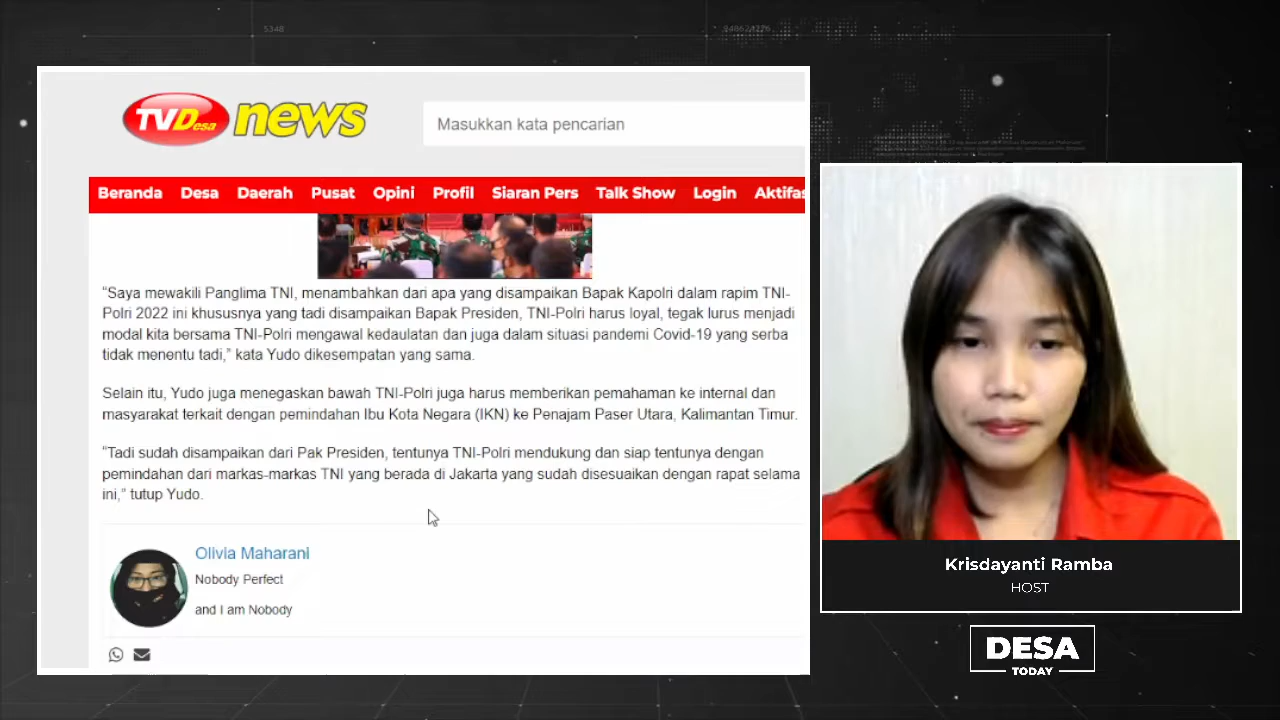 5348
TVDesa news
Masukkan kata pencarian
Beranda Desa Daerah Pusat Opini Profil Siaran Pers Talk Show Login Aktifas
“Saya mewakili Panglima TNI, menambahkan dari apa yang disampaikan Bapak Kapolri dalam rapim TNI-
Polri 2022 ini khususnya yang tadi disampaikan Bapak Presiden, TNI-Polri harus loyal, tegak lurus menjadi
modal kita bersama TNI-Polri mengawal kedaulatan dan juga dalam situasi pandemi Covid-19 yang serba
tidak menentu tadi,” kata Yudo dikesempatan yang sama.
Selain itu, Yudo juga menegaskan bawah TNI-Polri juga harus memberikan pemahaman ke internal dan
masyarakat terkait dengan pemindahan Ibu Kota Negara (IKN) ke Penajam Paser Utara, Kalimantan Timur.
“Tadi sudah disampaikan dari Pak Presiden, tentunya TNI-Polri mendukung dan siap tentunya dengan
pemindahan dari markas-markas TNI yang berada di Jakarta yang sudah disesuaikan dengan rapat selama
ini,” tutup Yudo.
Olivia Maharani
Nobody Perfect
and I am Nobody
Krisdayanti Ramba
HOST
DESA
TODAY